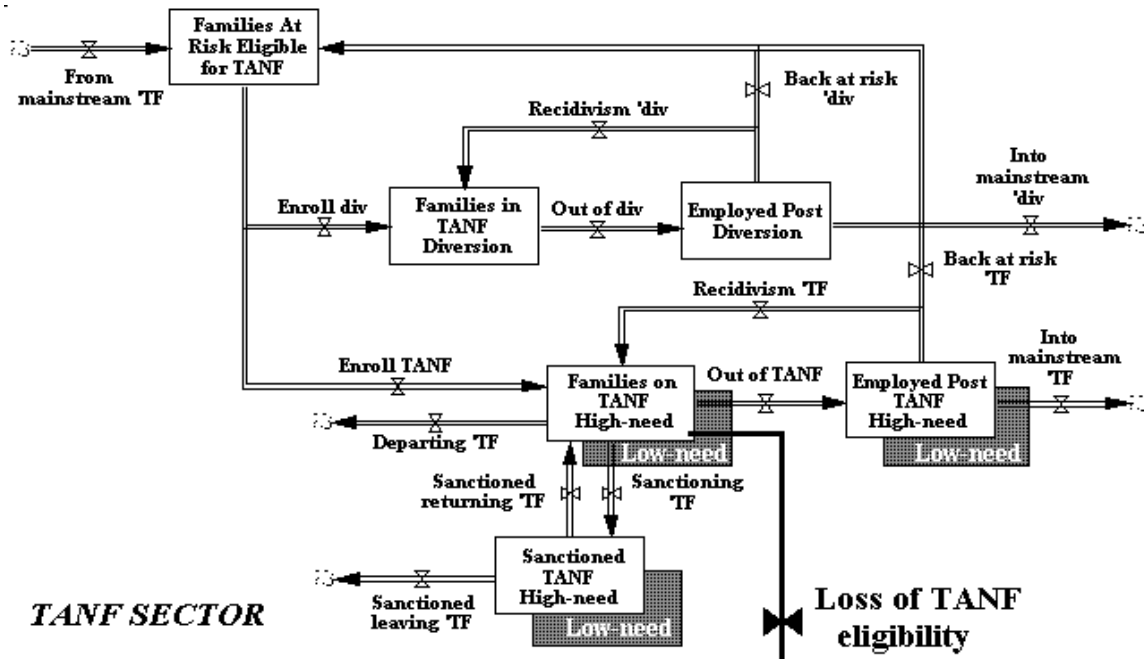 Families At
Risk Eligible
for TANF
From
mainstream 'TF
Back at risk
'div
Recidivism 'div
Into
mainstream
'div
Enroll div
Families in
TANF
Diversion
Out of div
Employed Post
Diversion
Back at risk
'TF
Recidivism 'TF
Into
mainstream
'TF
Enroll TANF
Families on
TANF
High-need
Low-need
Out of TANF
Employed Post
TANF
High-need
Low-need
Departing 'TF
Sanctioned
returning 'TF
Sanctioning
'TF
Sanctioned
TANF
High-need
Low-need
Sanctioned
leaving 'TF
TANF SECTOR
Loss of TANF
eligibility